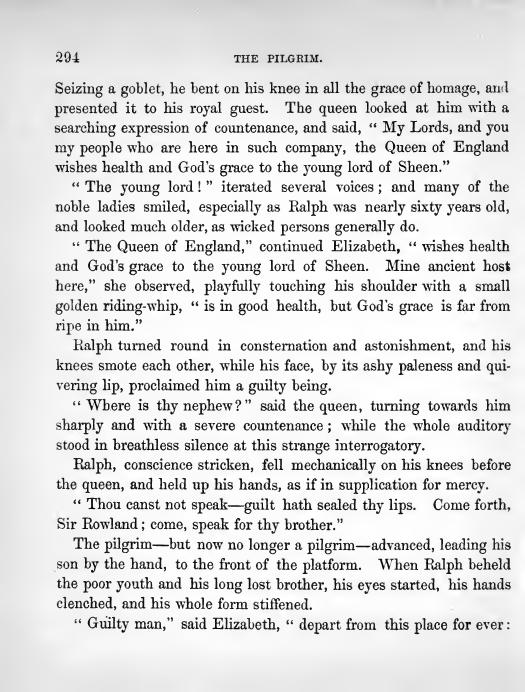 294 THE PILGRIM.
Seizing a goblet, he bent on his knee in all the grace of homage, and
presented it to his royal guest. The queen looked at him with a
searching expression of countenance, and said, “ My Lords, and you
my people who are here in such company, the Queen of England
wishes health and God's grace to the young lord of Sheen.”
“ The young lord ! ” iterated several voices ; and many of the
noble ladies smiled, especially as Ralph was nearly sixty years old,
and looked much older, as wicked persons generally do.
“ The Queen of England,” continued Elizabeth, “ wishes health
and God's grace to the young lord of Sheen. Mine ancient host
here,” she observed, playfully touching his shoulder with a small
golden riding-whip, “ is in good health, but God's grace is far from
ripe in him.”
Ralph turned round in consternation and astonishment, and his
knees smote each other, while his face, by its ashy paleness and qui-
vering lip, proclaimed him a guilty being.
“ Where is thy nephew ? ” said the queen, turning towards him
sharply and with a severe countenance ; while the whole auditory
stood in breathless silence at this strange interrogatory.
Ralph, conscience stricken, fell mechanically on his knees before
the queen, and held up his hands, as if in supplication for mercy.
“ Thou canst not speak—guilt hath sealed thy lips. Come forth,
Sir Rowland ; come, speak for thy brother.”
The pilgrim—but now no longer a pilgrim—advanced, leading his
son by the hand, to the front of the platform. When Ralph beheld
the poor youth and his long lost brother, his eyes started, his hands
clenched, and his whole form stiffened.
“ Guilty man,” said Elizabeth, “ depart from this place for ever :